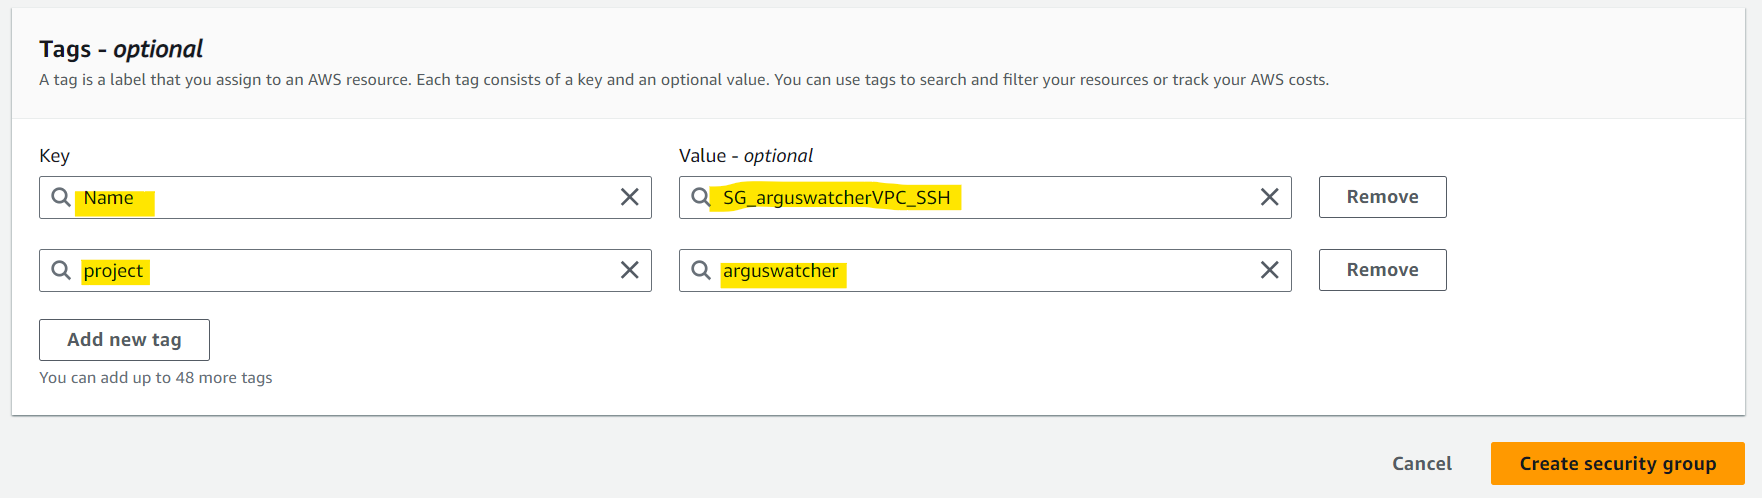 Tags - optional
A tag is a label that you assign to an AWS resource. Each tag consists of a key and an optional value. You can use tags to search and filter your resources or track your AWS costs.
Key
Value - optional
Name
SG_arguswatcherVPC_SSH
Remove
project
arguswatcher
Remove
Add new tag
You can add up to 48 more tags
Cancel
Create security group